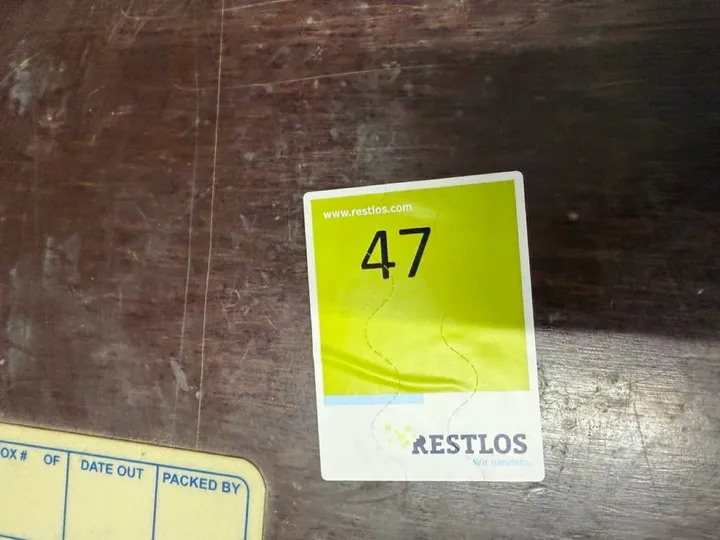 www.restlos.com
47
RESTLOS
OX # OF
DATE OUT
PACKED BY